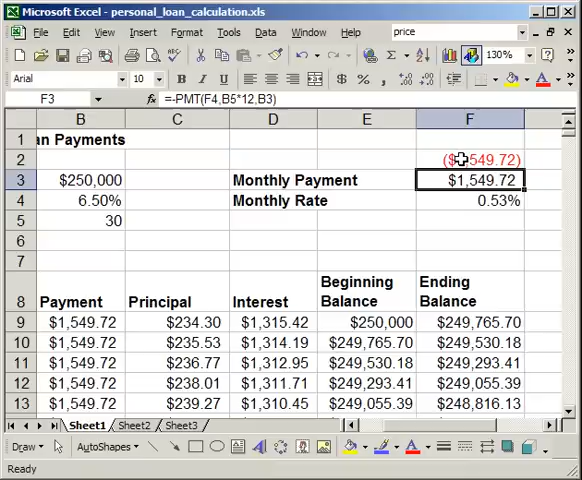 Microsoft Excel - personal_loan_calculation.xls
File Edit View Insert Format Tools Data Window Help price
130%
Arial 10 B I U
F3 fx =-PMT(F4,B5*12,B3)
B C D E F
1 an Payments
2 ($1,549.72)
3 $250,000 Monthly Payment $1,549.72
4 6.50% Monthly Rate 0.53%
5 30
6
7
8 Payment Principal Interest Beginning Balance Ending Balance
9 $1,549.72 $234.30 $1,315.42 $250,000 $249,765.70
10 $1,549.72 $235.53 $1,314.19 $249,765.70 $249,530.18
11 $1,549.72 $236.77 $1,312.95 $249,530.18 $249,293.41
12 $1,549.72 $238.01 $1,311.71 $249,293.41 $249,055.39
13 $1,549.72 $239.27 $1,310.45 $249,055.39 $248,816.13
Sheet1 Sheet2 Sheet3
Draw AutoShapes
Ready